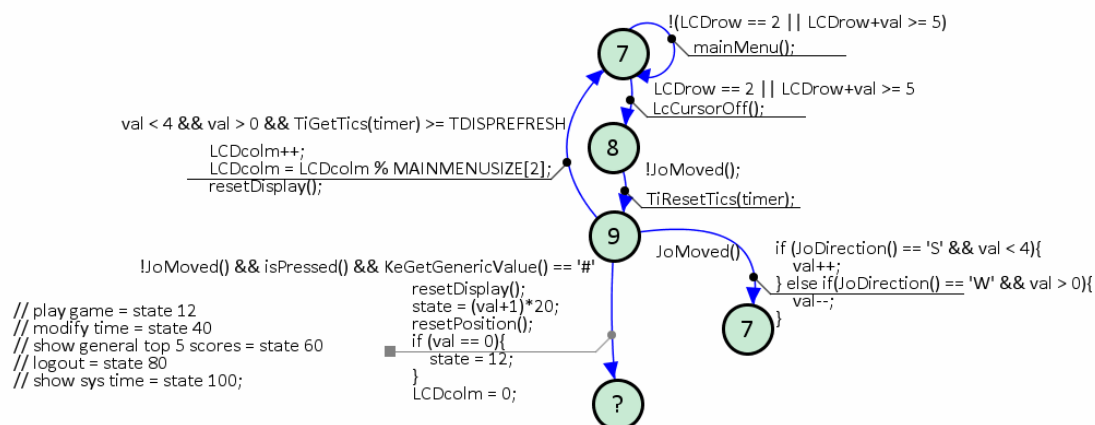 !(LCDrow == 2 || LCDrow+val >= 5)
mainMenu();
7
LCDrow == 2 || LCDrow+val >= 5
LcCursorOff();
val < 4 && val > 0 && TiGetTics(timer) >= TDISPREFRESH
LCDcolm++;
LCDcolm = LCDcolm % MAINMENUSIZE[2];
resetDisplay();
8
!JoMoved();
TiResetTics(timer);
9
JoMoved()
if (JoDirection() == 'S' && val < 4){
val++;
} else if(JoDirection() == 'W' && val > 0){
val--;
}
7
!JoMoved() && isPressed() && KeGetGenericValue() == '#'
resetDisplay();
state = (val+1)*20;
resetPosition();
if (val == 0){
state = 12;
}
LCDcolm = 0;
// play game = state 12
// modify time = state 40
// show general top 5 scores = state 60
// logout = state 80
// show sys time = state 100;
?